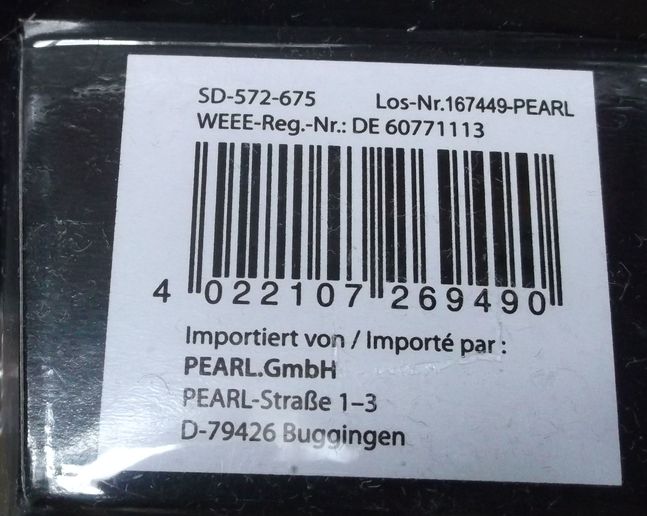 SD-572-675 Los-Nr.167449-PEARL
WEEE-Reg.-Nr.: DE 60771113
4 022107 269490
Importiert von / Importé par :
PEARL.GmbH
PEARL-Straße 1–3
D-79426 Buggingen